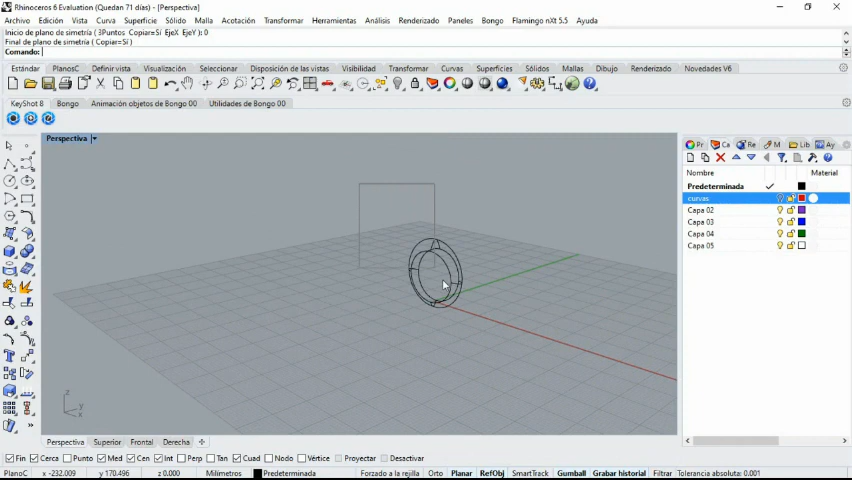 Rhinoceros 6 Evaluation (Quedan 71 días) - [Perspectiva]
Archivo Edición Vista Curva Superficie Sólido Malla Acotación Transformar Herramientas Análisis Renderizado Paneles Bongo Flamingo nXt 5.5 Ayuda
Inicio de plano de simetría ( 3Puntos Copiar=Sí EjeX EjeY ): 0
Final de plano de simetría ( Copiar=Sí )
Comando:
Estándar PlanosC Definir vista Visualización Seleccionar Disposición de las vistas Visibilidad Transformar Curvas Superficies Sólidos Mallas Dibujo Renderizado Novedades V6
KeyShot 8 Bongo Animación objetos de Bongo 00 Utilidades de Bongo 00
Perspectiva
Pr Ca Re M Lib Ay
Nombre Material
Predeterminada
curvas
Capa 02
Capa 03
Capa 04
Capa 05
z
y
x
Perspectiva Superior Frontal Derecha
Fin Cerca Punto Med Cen Int Perp Tan Cuad Nodo Vértice Proyectar Desactivar
PlanoC x -232.009 y 170.496 z 0.000 Milímetros Predeterminada Forzado a la rejilla Orto Planar RefObj SmartTrack Gumball Grabar historial Filtrar Tolerancia absoluta: 0.001